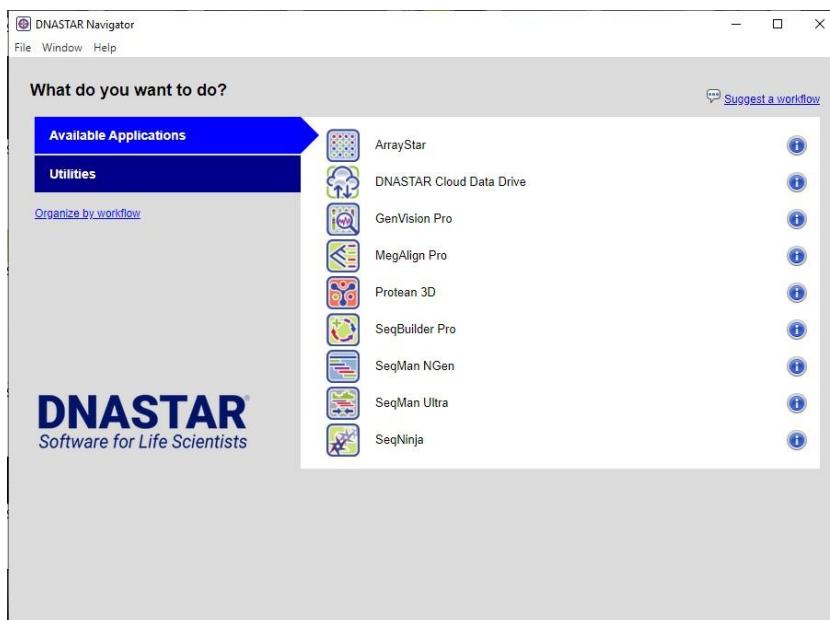 DNASTAR Navigator
File Window Help
What do you want to do?
Suggest a workflow
Available Applications
Utilities
Organize by workflow
ArrayStar
DNASTAR Cloud Data Drive
GenVision Pro
MegAlign Pro
Protean 3D
SeqBuilder Pro
SeqMan NGen
SeqMan Ultra
SeqNinja
DNASTAR®
Software for Life Scientists